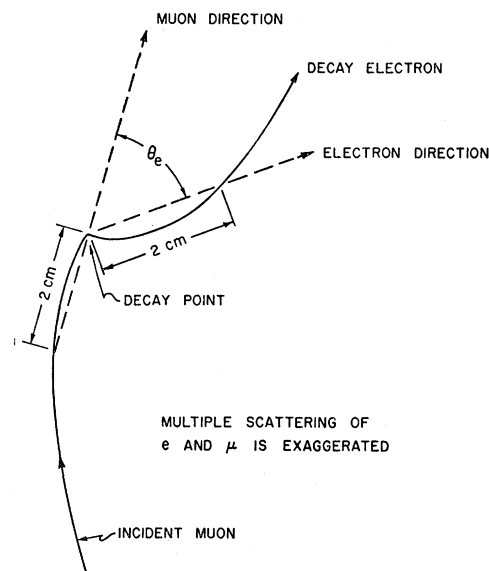 MUON DIRECTION
DECAY ELECTRON
θe
ELECTRON DIRECTION
2 cm
2 cm
DECAY POINT
MULTIPLE SCATTERING OF
e AND μ IS EXAGGERATED
INCIDENT MUON